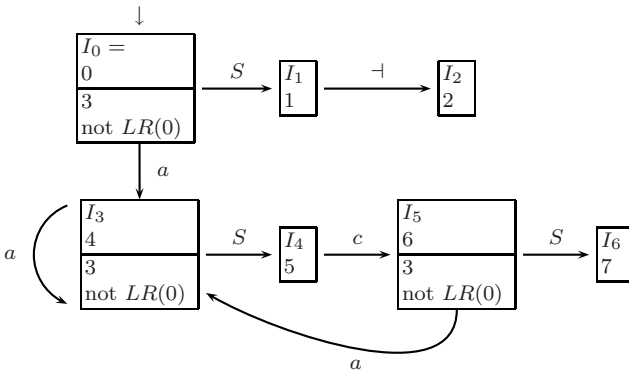 ↓
I₀ =
0
3
not LR(0)
S
I₁
1
⊣
I₂
2
a
I₃
4
3
not LR(0)
a
S
I₄
5
c
I₅
6
3
not LR(0)
S
I₆
7
a